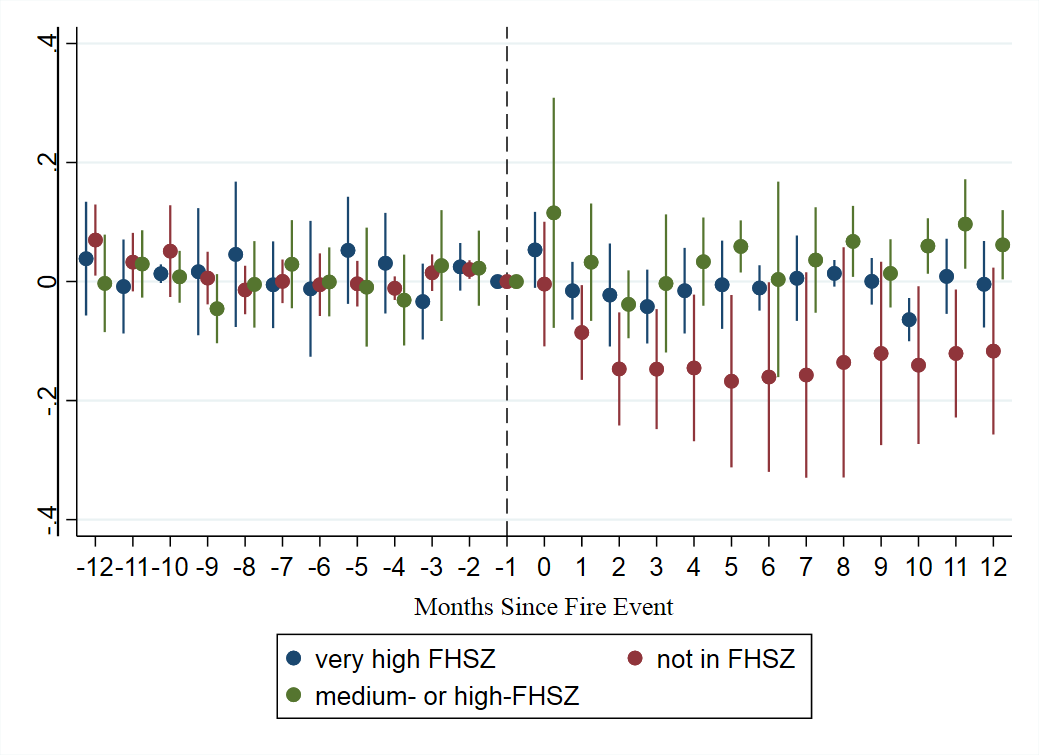 .4
.2
0
-.2
-.4
-12 -11 -10 -9 -8 -7 -6 -5 -4 -3 -2 -1 0 1 2 3 4 5 6 7 8 9 10 11 12
Months Since Fire Event
very high FHSZ not in FHSZ
medium- or high-FHSZ